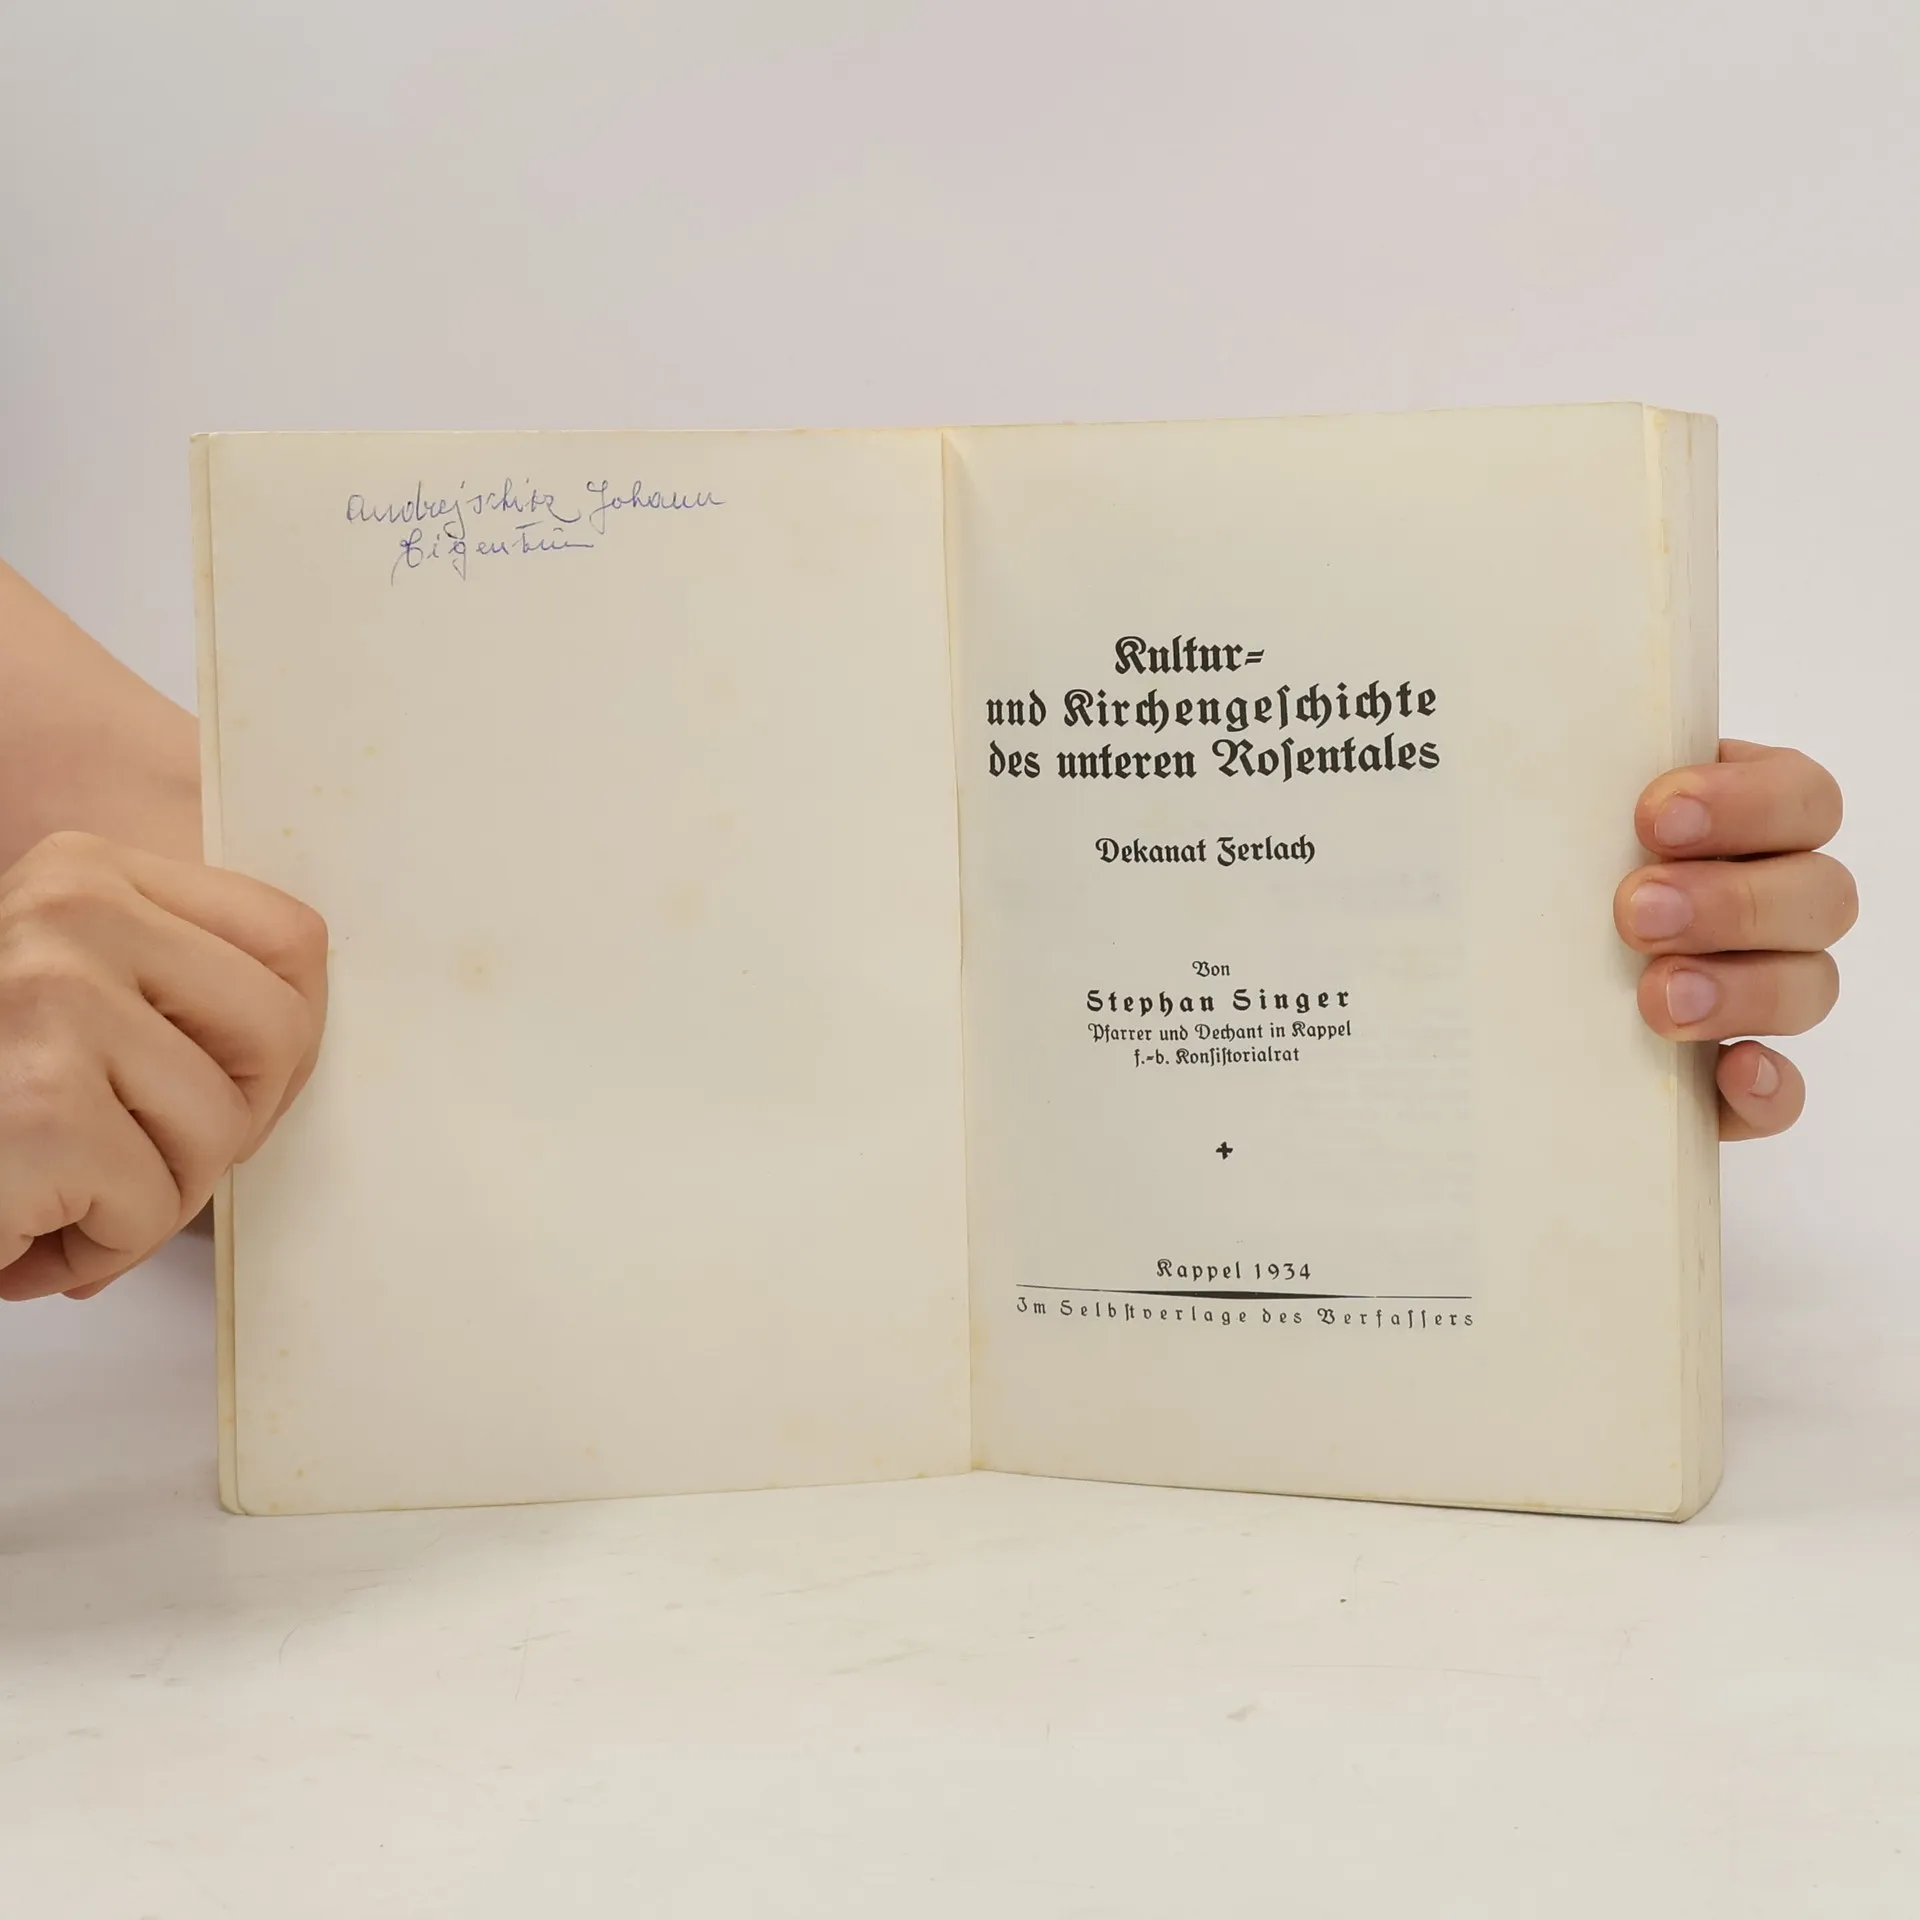 Andrejschitz Johann
Eigentum
Kultur-
und Kirchengeschichte
des unteren Rosentales
Dekanat Ferlach
Von
Stephan Singer
Pfarrer und Dechant in Kappel
f.-b. Konsistorialrat
Kappel 1934
Im Selbstverlage des Verfassers